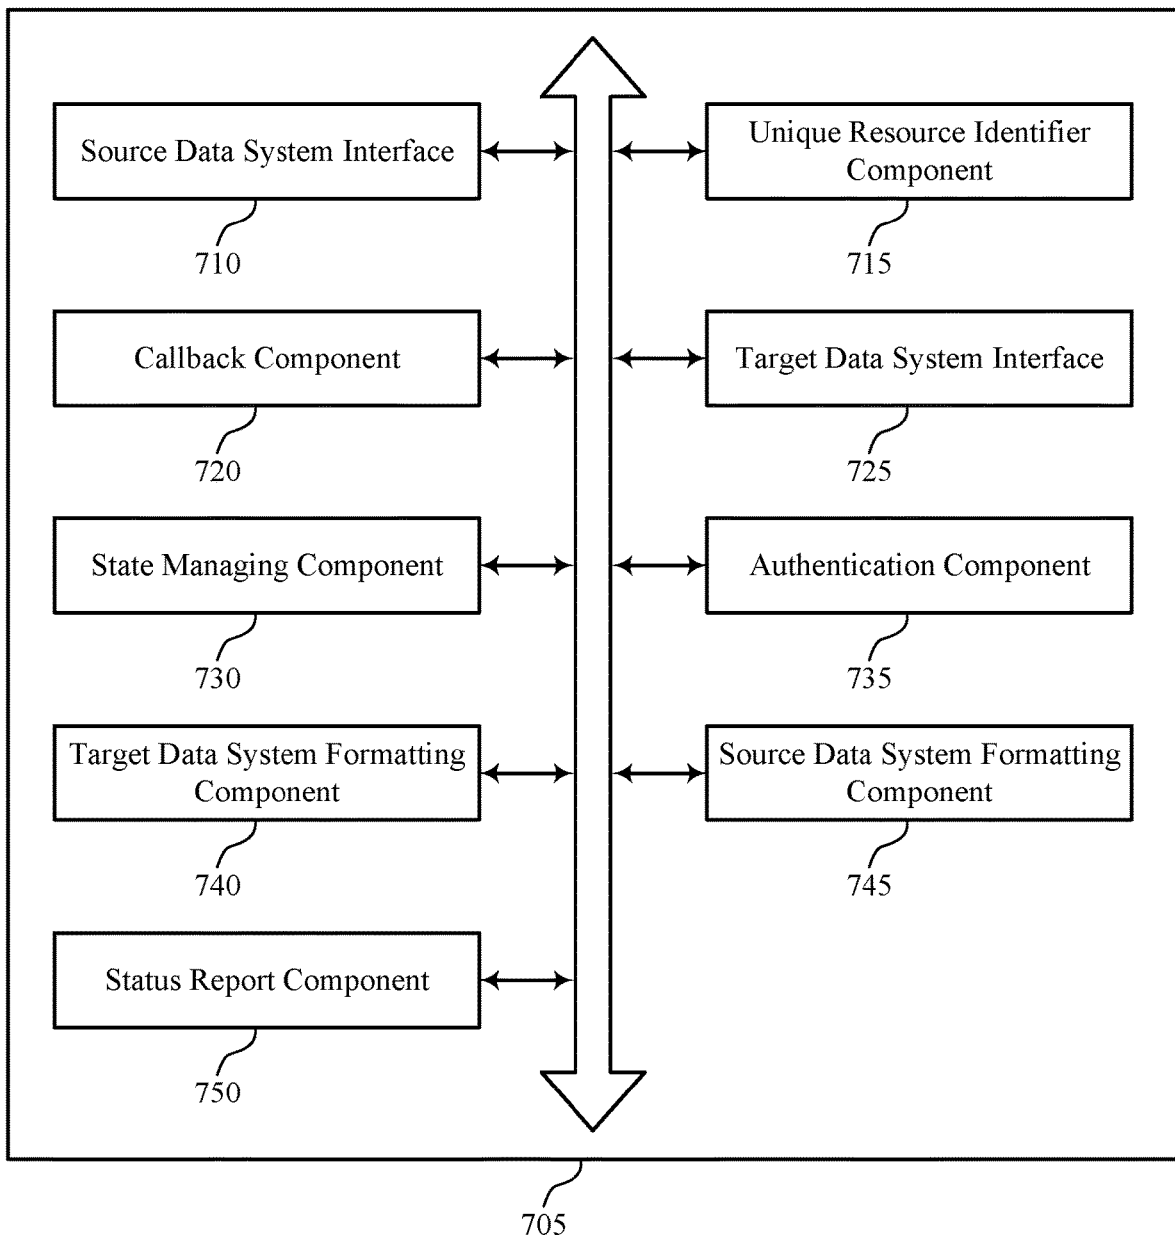 Source Data System Interface
710
Unique Resource Identifier
Component
715
Callback Component
720
Target Data System Interface
725
State Managing Component
730
Authentication Component
735
Target Data System Formatting
Component
740
Source Data System Formatting
Component
745
Status Report Component
750
705